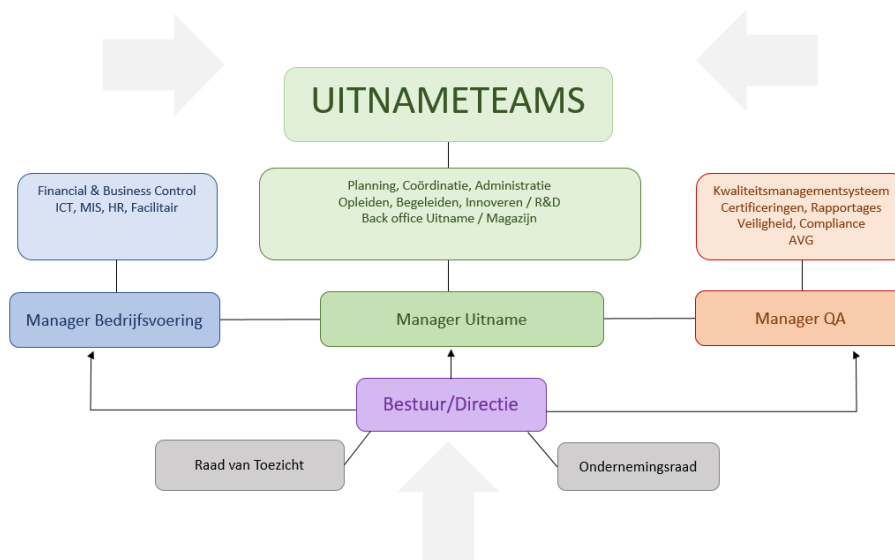 UITNAMETEAMS
Financial & Business Control
ICT, MIS, HR, Facilitair
Planning, Coördinatie, Administratie
Opleiden, Begeleiden, Innoveren / R&D
Back office Uitname / Magazijn
Kwaliteitsmanagementsysteem
Certificeringen, Rapportages
Veiligheid, Compliance
AVG
Manager Bedrijfsvoering
Manager Uitname
Manager QA
Bestuur/Directie
Raad van Toezicht
Ondernemingsraad